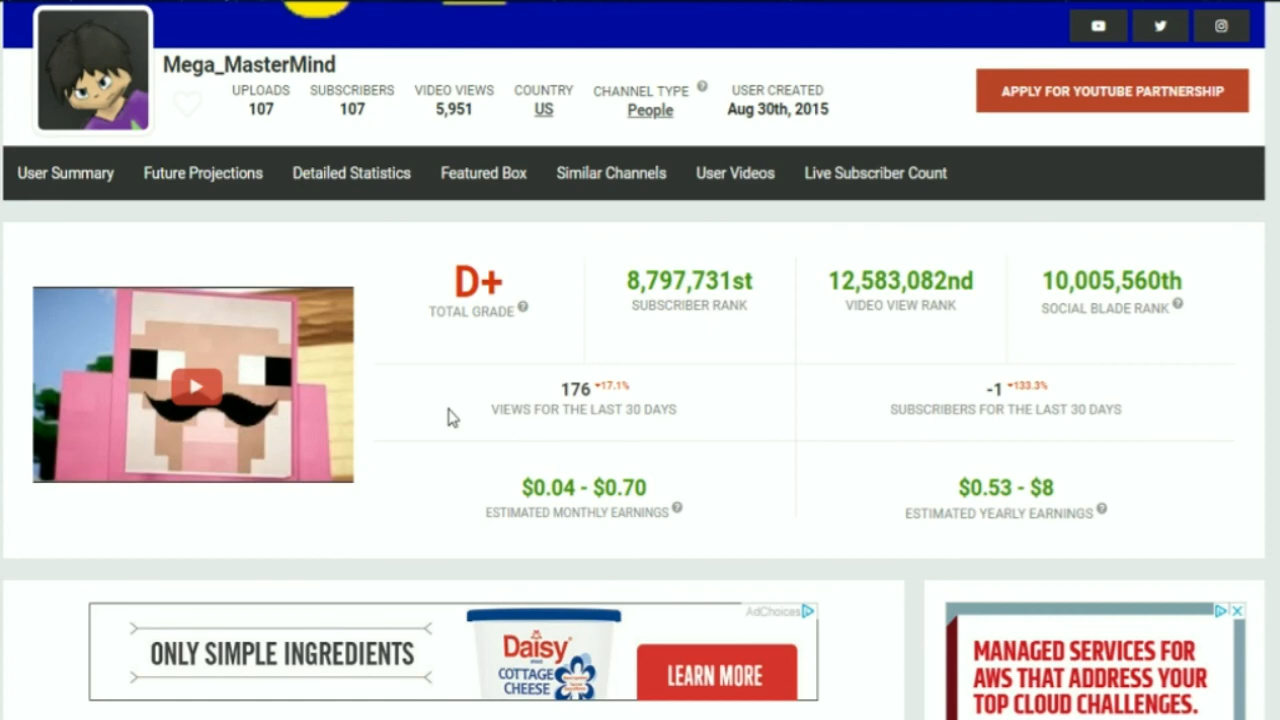 Mega_MasterMind
UPLOADS SUBSCRIBERS VIDEO VIEWS COUNTRY CHANNEL TYPE ? USER CREATED
107 107 5,951 US People Aug 30th, 2015
APPLY FOR YOUTUBE PARTNERSHIP
User Summary Future Projections Detailed Statistics Featured Box Similar Channels User Videos Live Subscriber Count
D+ 8,797,731st 12,583,082nd 10,005,560th
TOTAL GRADE ? SUBSCRIBER RANK VIDEO VIEW RANK SOCIAL BLADE RANK ?
176 -17.1% -1 -133.3%
VIEWS FOR THE LAST 30 DAYS SUBSCRIBERS FOR THE LAST 30 DAYS
$0.04 - $0.70 $0.53 - $8
ESTIMATED MONTHLY EARNINGS ? ESTIMATED YEARLY EARNINGS ?
AdChoices
ONLY SIMPLE INGREDIENTS
Daisy
COTTAGE
CHEESE
LEARN MORE
MANAGED SERVICES FOR
AWS THAT ADDRESS YOUR
TOP CLOUD CHALLENGES.